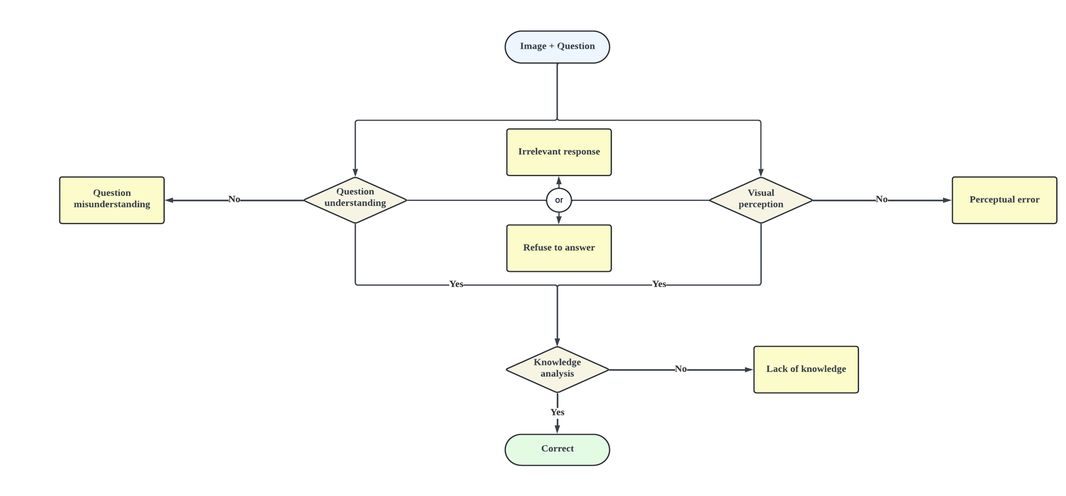 Image + Question
Irrelevant response
Question
misunderstanding
No
Question
understanding
or
Visual
perception
No
Perceptual error
Refuse to answer
Yes
Yes
Knowledge
analysis
No
Lack of knowledge
Yes
Correct